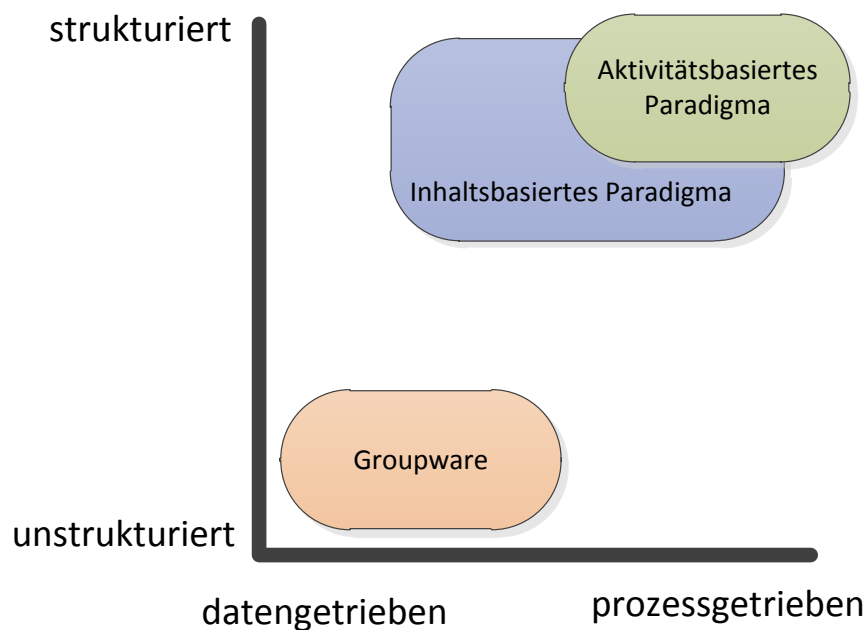 strukturiert
Aktivitätsbasiertes
Paradigma
Inhaltsbasiertes Paradigma
Groupware
unstrukturiert
datengetrieben
prozessgetrieben